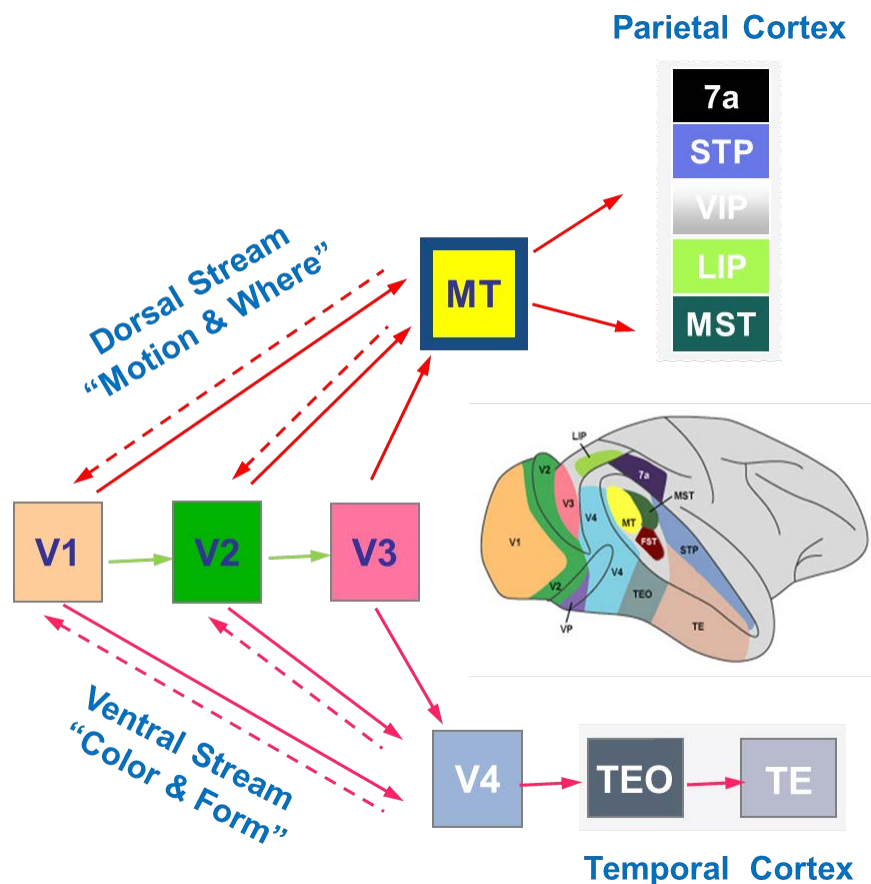 Parietal Cortex
7a
STP
VIP
LIP
MST
Dorsal Stream
“Motion & Where”
MT
V1
V2
V3
LIP
V2
7a
MST
V3
V4
MT
V1
FST
STP
V4
V2
TEO
VP
TE
Ventral Stream
“Color & Form”
V4
TEO
TE
Temporal Cortex